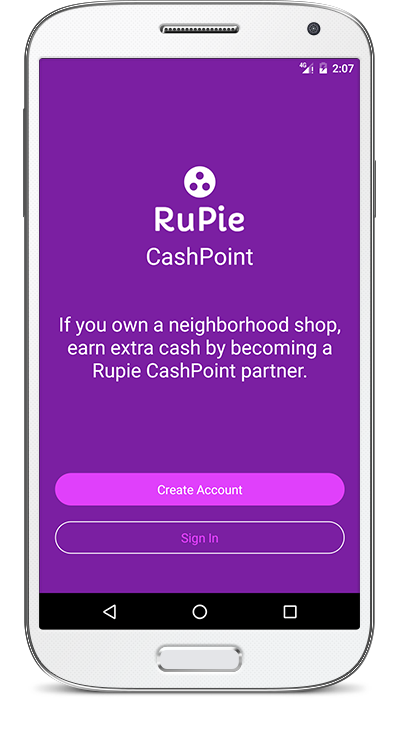 4G 2:07
RuPie
CashPoint
If you own a neighborhood shop,
earn extra cash by becoming a
Rupie CashPoint partner.
Create Account
Sign In